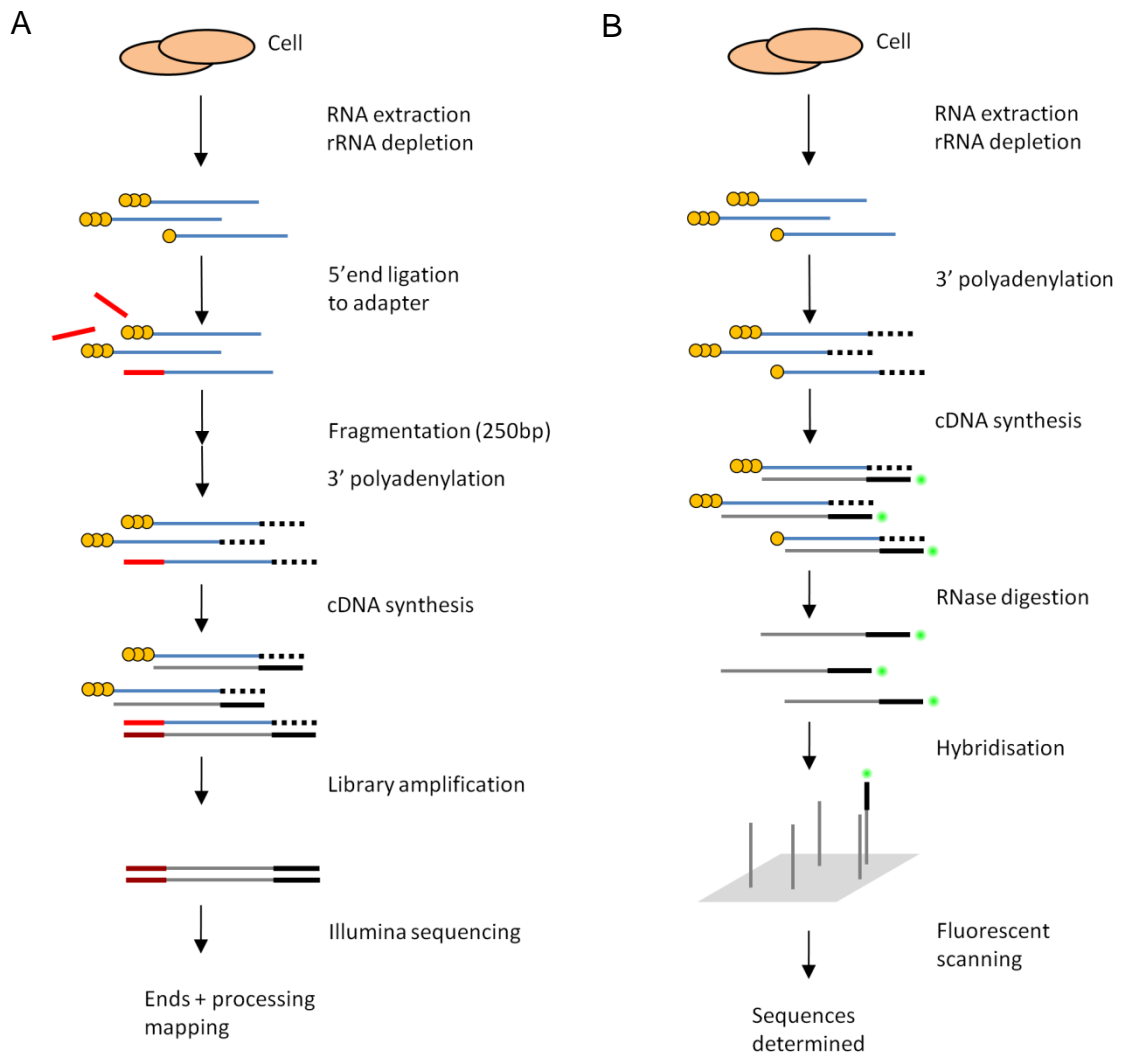 A
Cell
RNA extraction
rRNA depletion
5’end ligation
to adapter
Fragmentation (250bp)
3’ polyadenylation
cDNA synthesis
Library amplification
Illumina sequencing
Ends + processing
mapping
B
Cell
RNA extraction
rRNA depletion
3’ polyadenylation
cDNA synthesis
RNase digestion
Hybridisation
Fluorescent
scanning
Sequences
determined